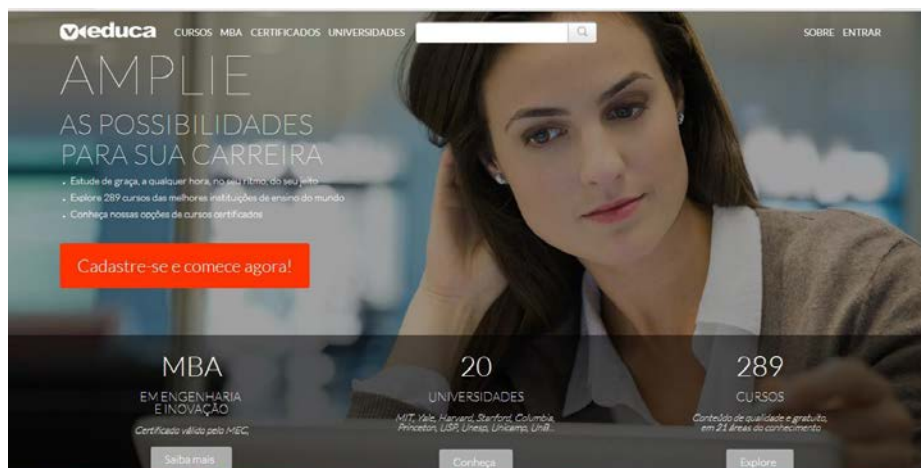 veduca CURSOS MBA CERTIFICADOS UNIVERSIDADES SOBRE ENTRAR
AMPLIE
AS POSSIBILIDADES
PARA SUA CARREIRA
• Estude de graça, a qualquer hora, no seu ritmo, do seu jeito
• Explore 289 cursos das melhores instituições de ensino do mundo
• Conheça nossas opções de cursos certificados
Cadastre-se e comece agora!
MBA
EM ENGENHARIA
E INOVAÇÃO
Certificado válido pelo MEC,
Saiba mais
20
UNIVERSIDADES
MIT, Yale, Harvard, Stanford, Columbia,
Princeton, USP, Unesp, Unicamp, UnB...
Conheça
289
CURSOS
Conteúdo de qualidade e gratuito,
em 21 áreas do conhecimento
Explore